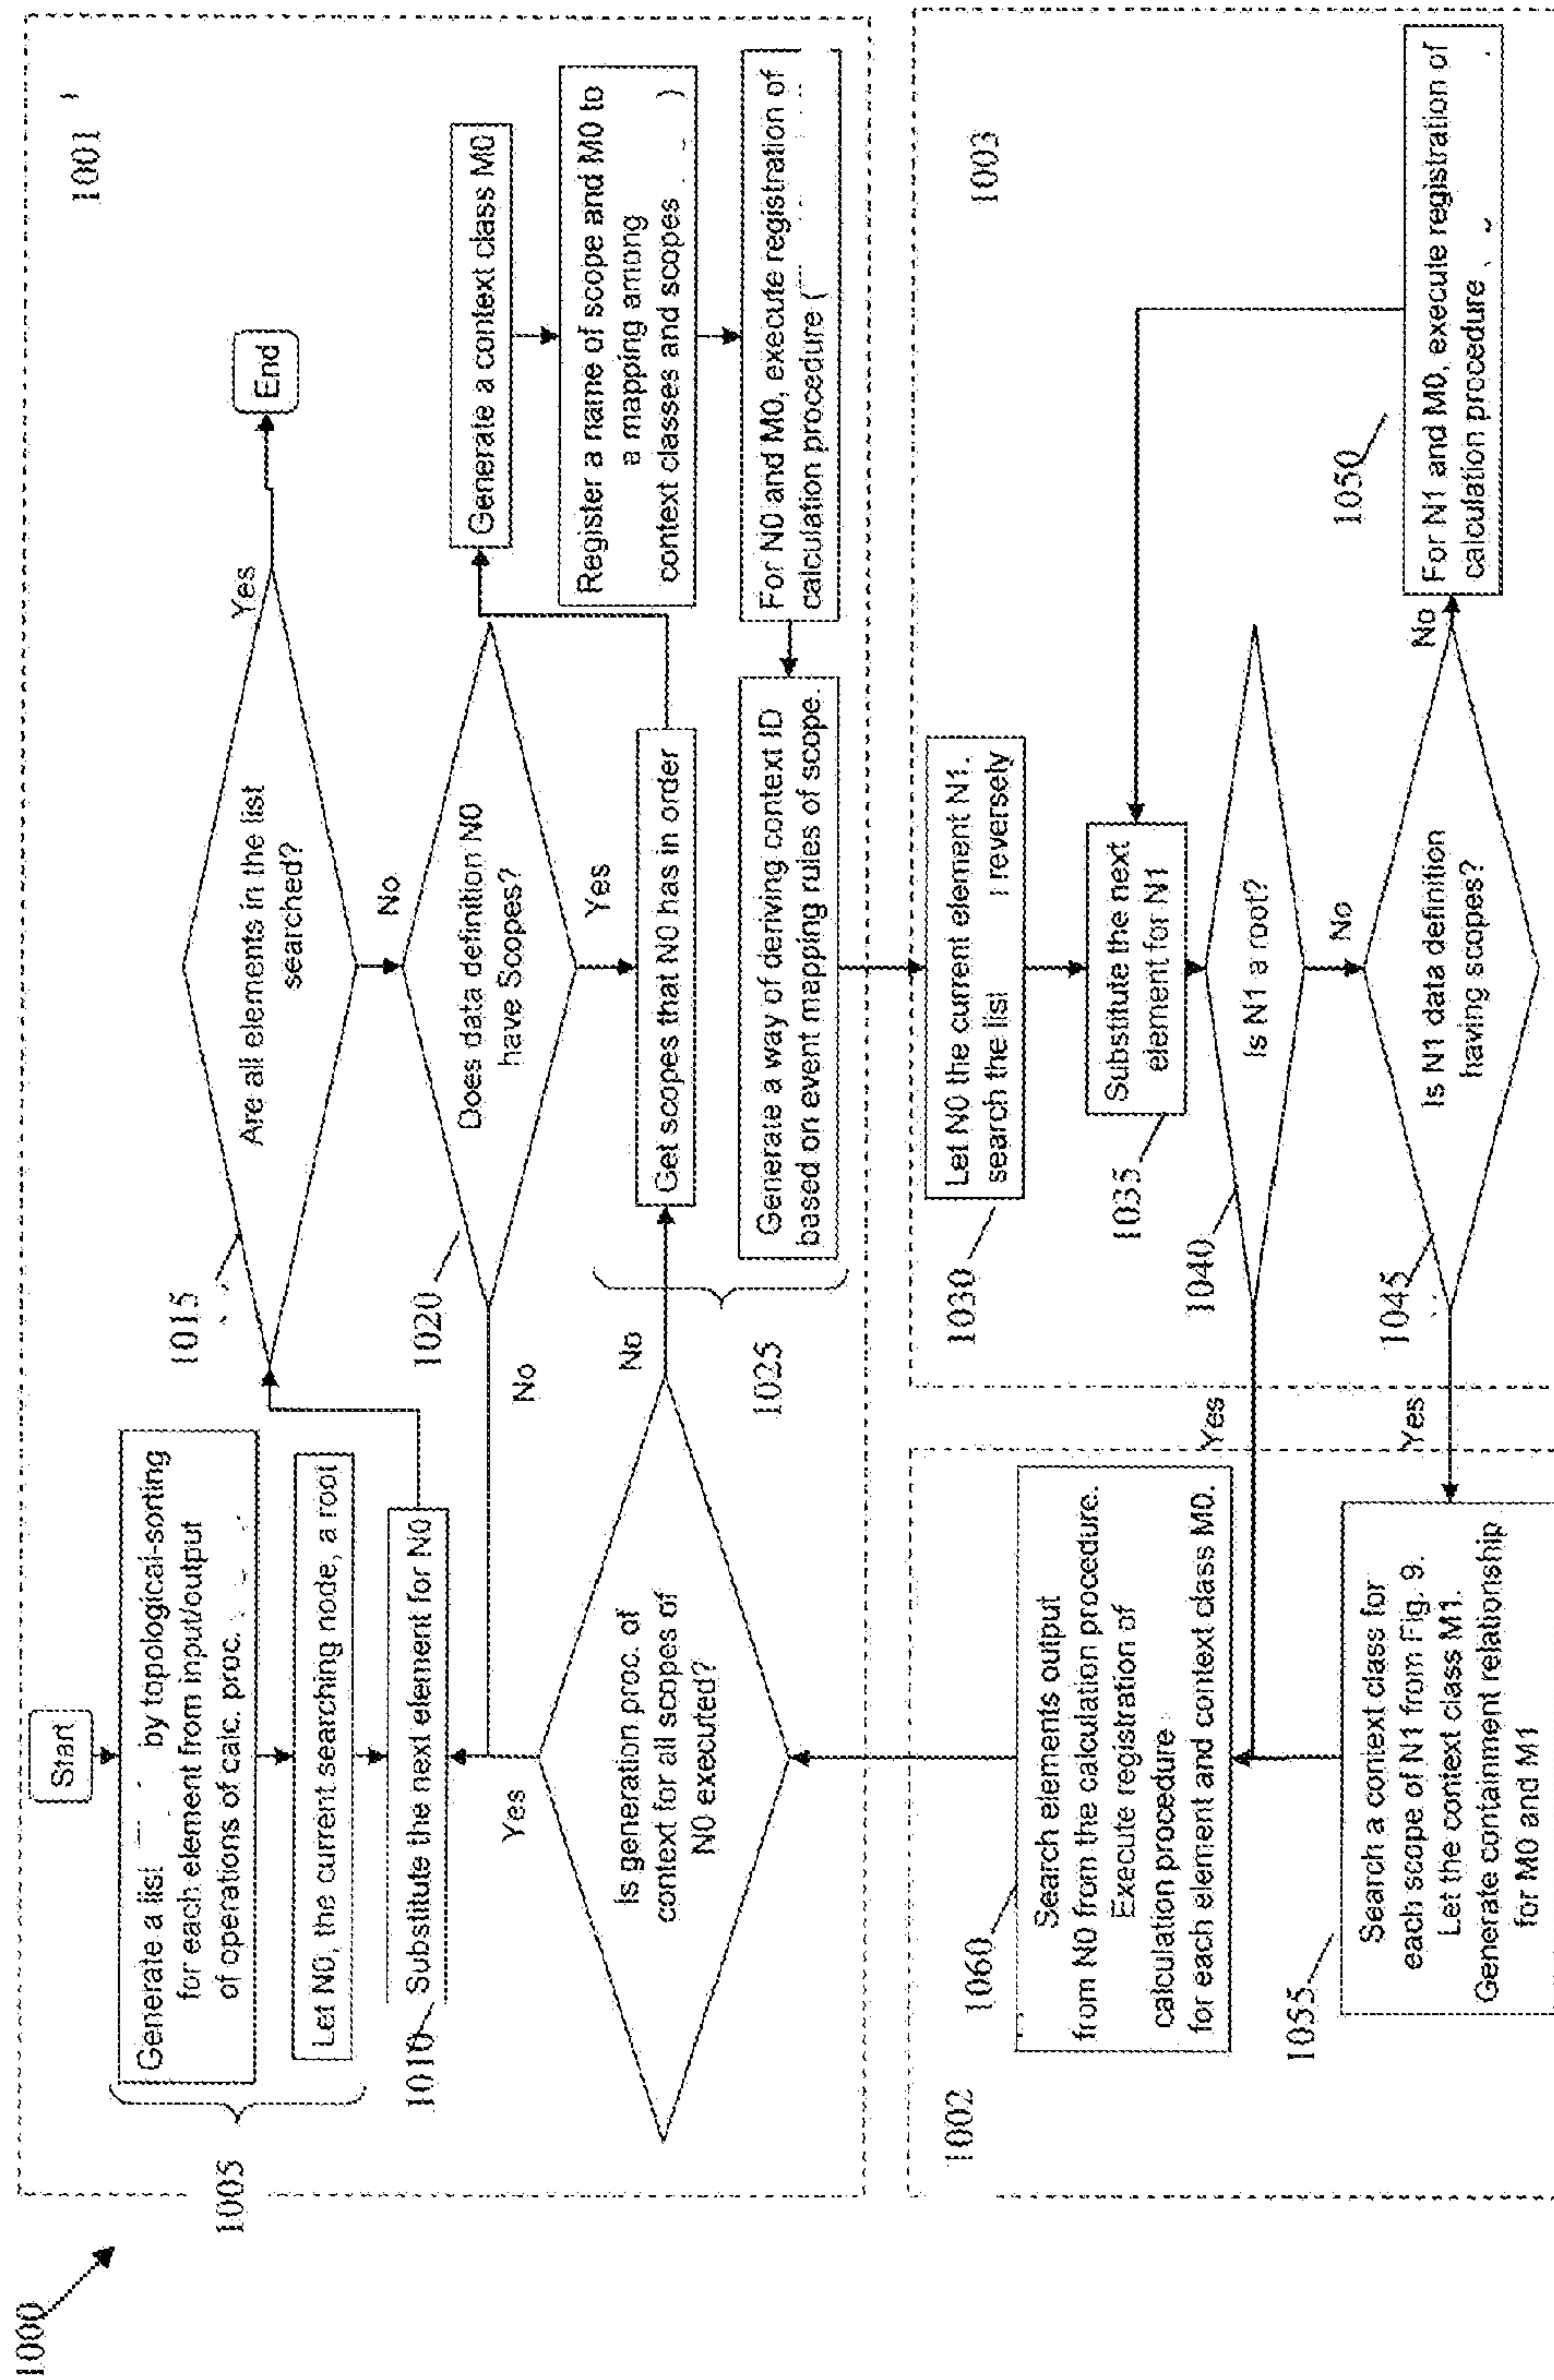 1000
1001
Start
Generate a list by topological-sorting
for each element from input/output
of operations of calc. proc.
Let N0, the current searching node, a root
1005
1010
Substitute the next element for N0
1015
Are all elements in the list
searched?
Yes
End
No
1020
Does data definition N0
have Scopes?
No
Yes
Is generation proc. of
context for all scopes of
N0 executed?
Yes
No
Get scopes that N0 has in order
Generate a context class M0
Register a name of scope and M0 to
a mapping among
context classes and scopes )
For N0 and M0, execute registration of
calculation procedure (
Generate a way of deriving context ID
based on event mapping rules of scope.
1025
1002
1003
1030
Let N0 the current element N1.
search the list reversely
1035
Substitute the next
element for N1
1040
Is N1 a root?
Yes
No
1045
Is N1 data definition
having scopes?
Yes
No
1050
For N1 and M0, execute registration of
calculation procedure
1060
Search elements output
from N0 from the calculation procedure.
Execute registration of
calculation procedure
for each element and context class M0.
1055
Search a context class for
each scope of N1 from Fig. 9.
Let the context class M1.
Generate containment relationship
for M0 and M1